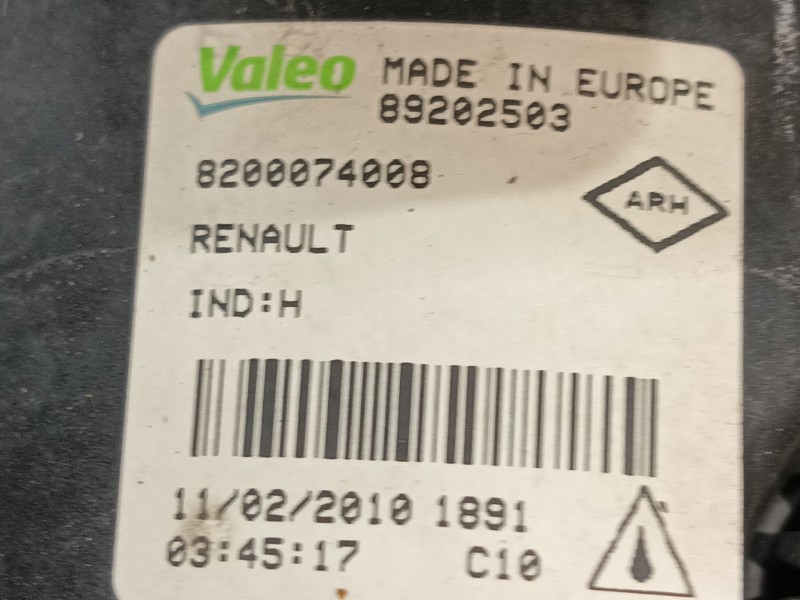 Valeo MADE IN EUROPE
89202503
8200074008
ARH
RENAULT
IND:H
11/02/2010 1891
03:45:17 C10